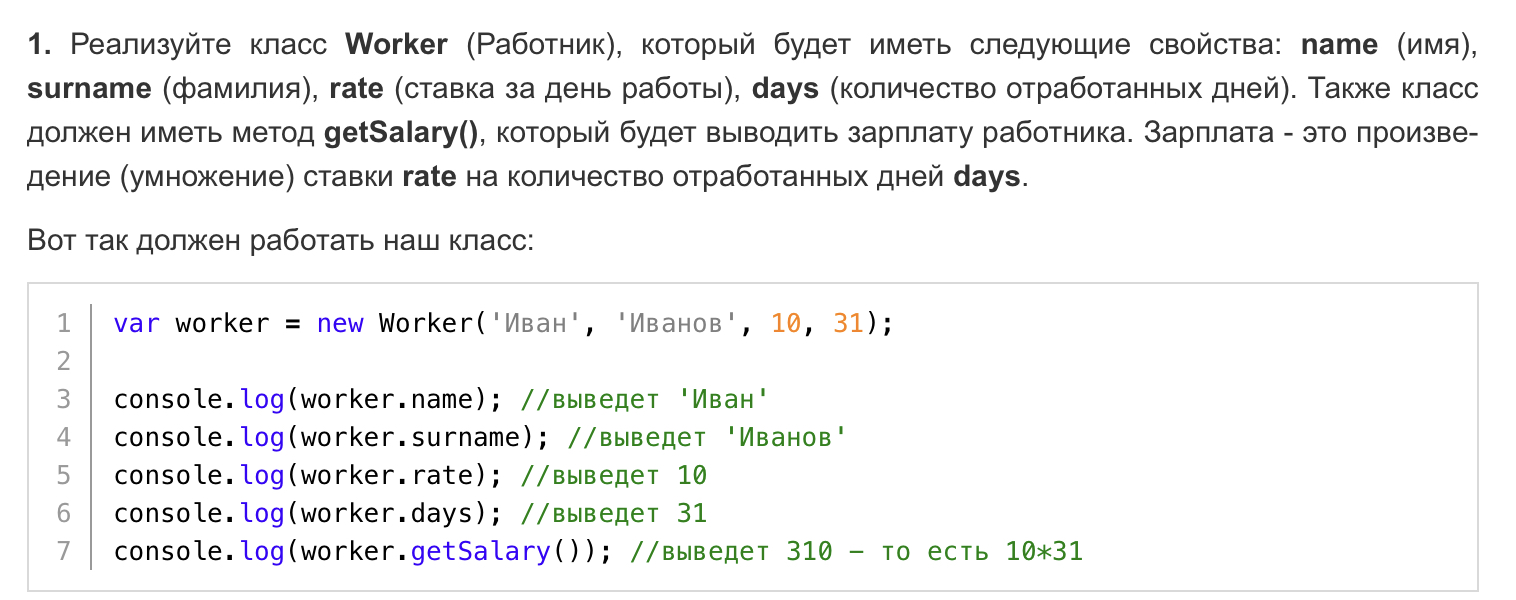 1. Реализуйте класс Worker (Работник), который будет иметь следующие свойства: name (имя),
surname (фамилия), rate (ставка за день работы), days (количество отработанных дней). Также класс
должен иметь метод getSalary(), который будет выводить зарплату работника. Зарплата - это произве-
дение (умножение) ставки rate на количество отработанных дней days.
Вот так должен работать наш класс:
1 var worker = new Worker('Иван', 'Иванов', 10, 31);
2
3 console.log(worker.name); //выведет 'Иван'
4 console.log(worker.surname); //выведет 'Иванов'
5 console.log(worker.rate); //выведет 10
6 console.log(worker.days); //выведет 31
7 console.log(worker.getSalary()); //выведет 310 – то есть 10*31